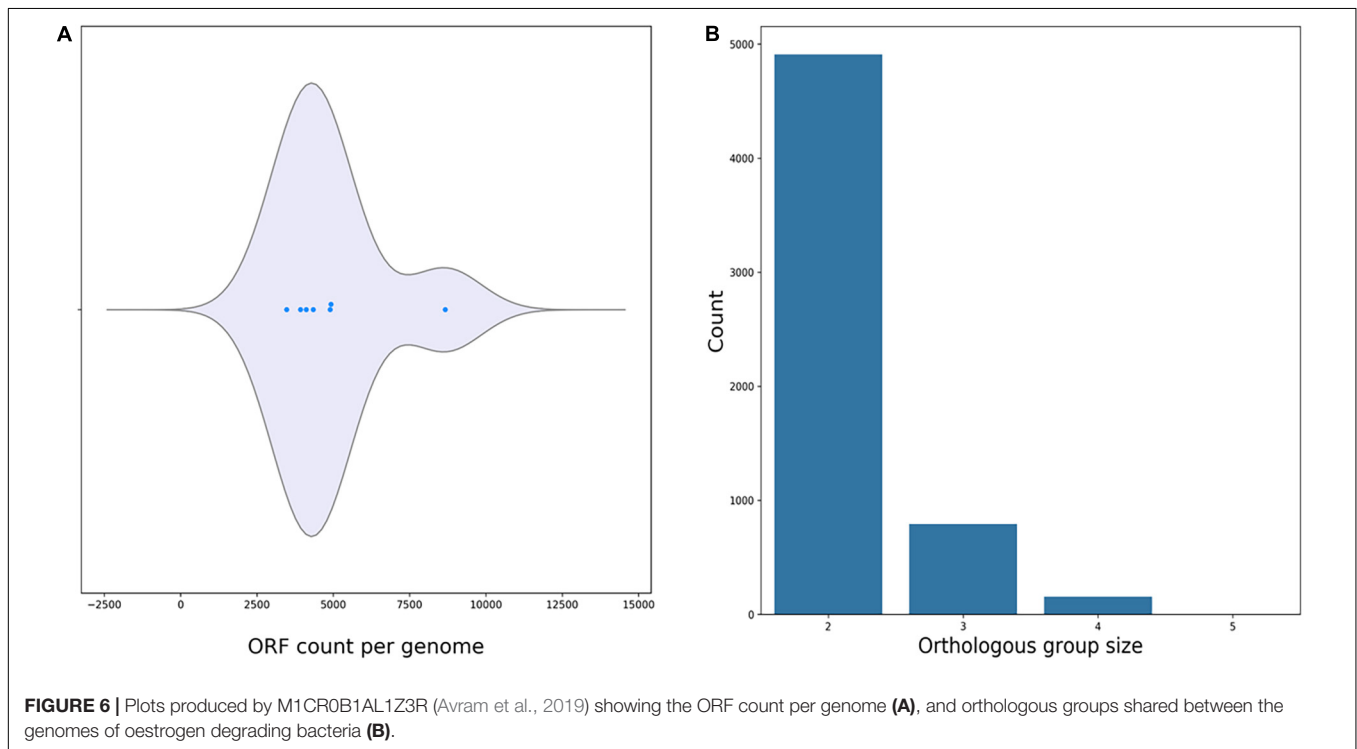 A
−2500 0 2500 5000 7500 10000 12500 15000
ORF count per genome
B
5000
4000
3000
2000
1000
0
Count
2 3 4 5
Orthologous group size
FIGURE 6 | Plots produced by M1CR0B1AL1Z3R (Avram et al., 2019) showing the ORF count per genome (A), and orthologous groups shared between the
genomes of oestrogen degrading bacteria (B).